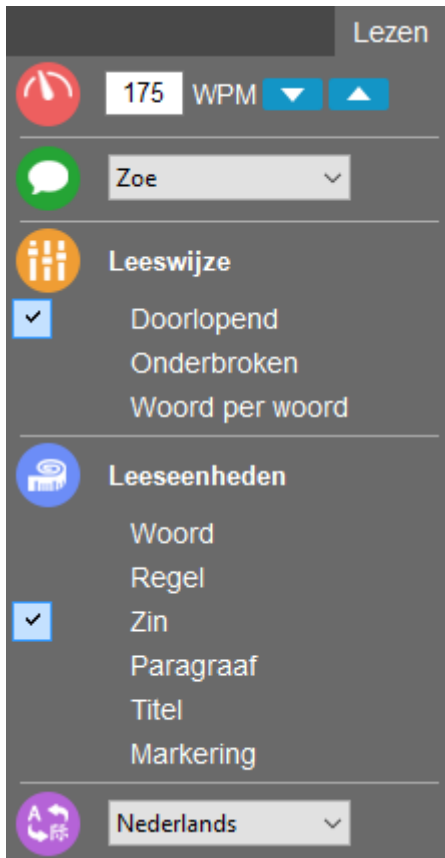 Lezen
175 WPM
Zoe
Leeswijze
Doorlopend
Onderbroken
Woord per woord
Leeseenheden
Woord
Regel
Zin
Paragraaf
Titel
Markering
Nederlands